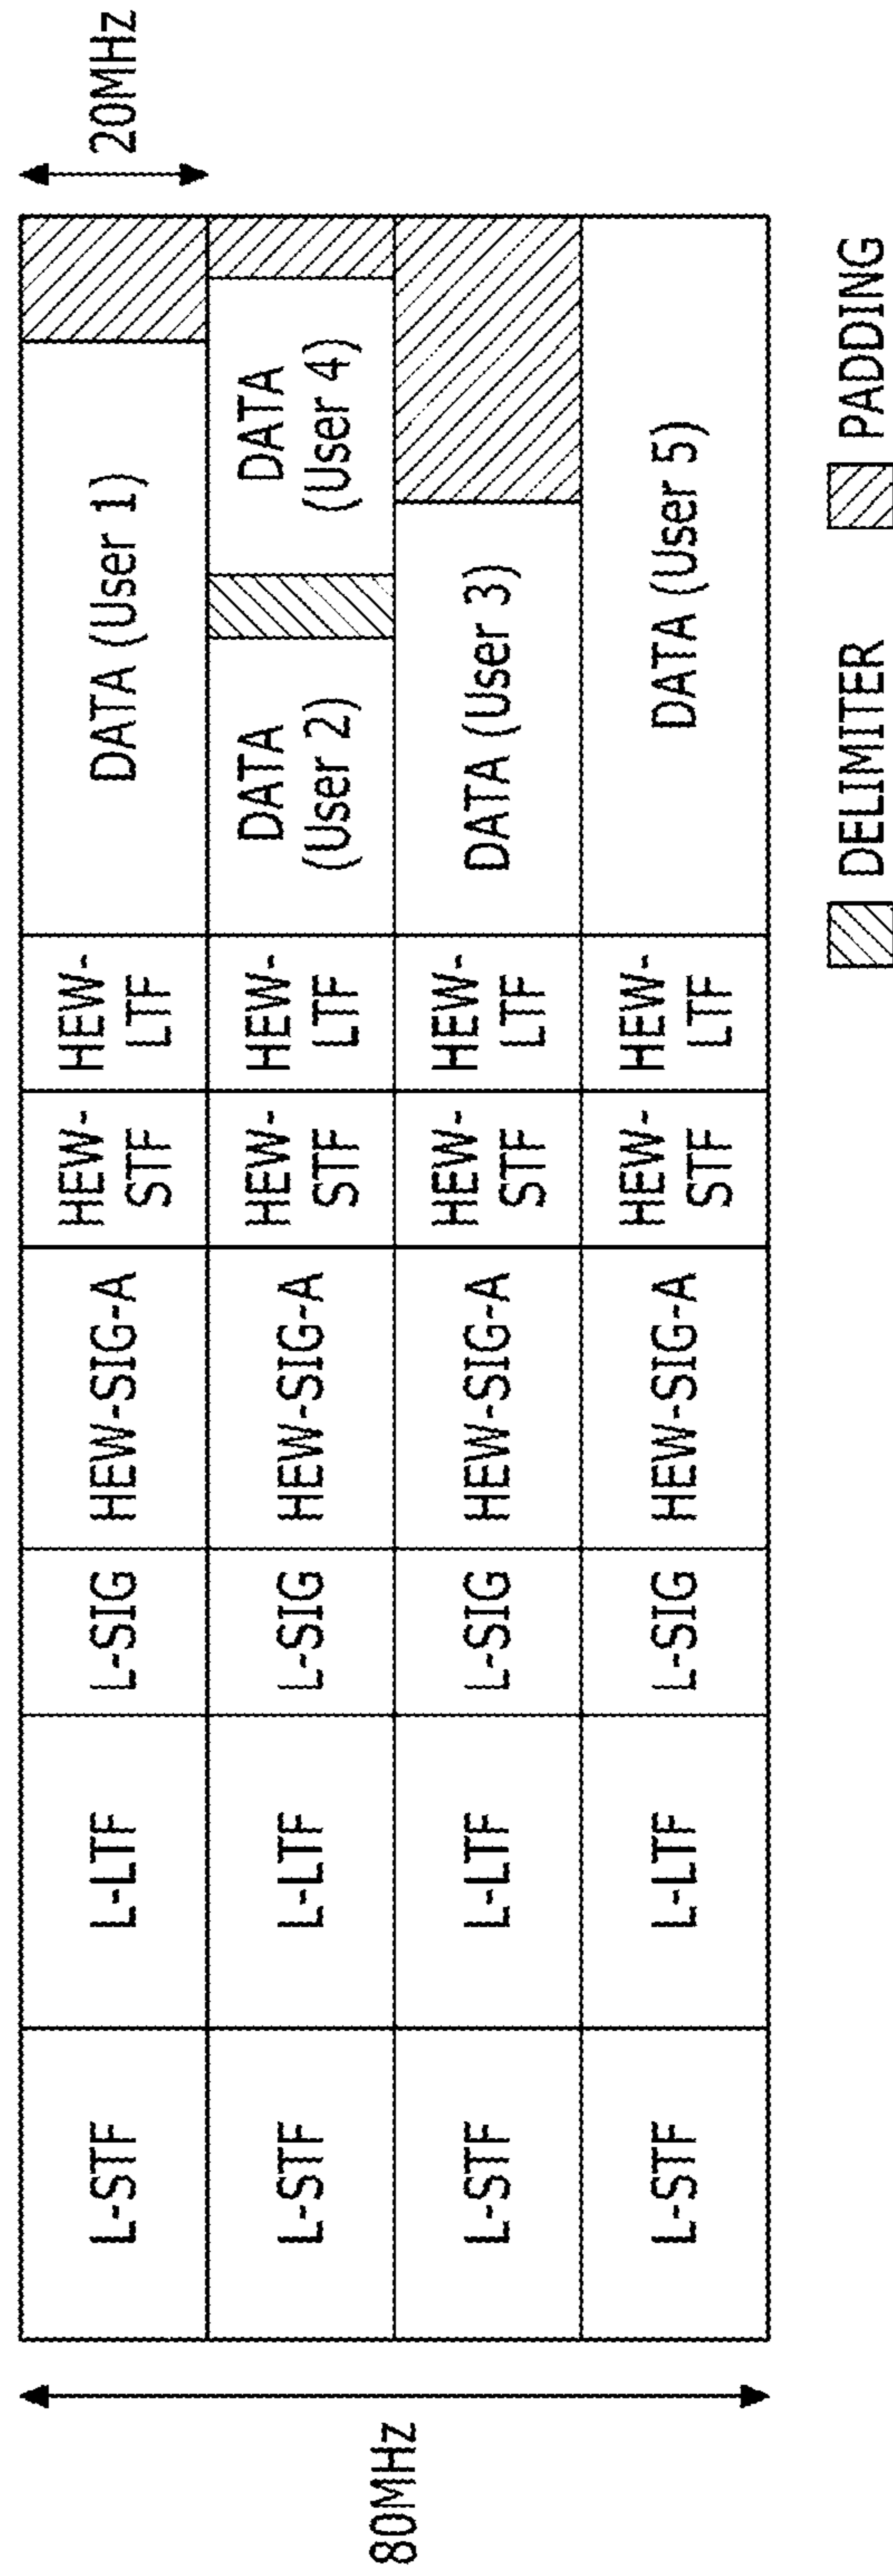 80MHz
20MHz
L-STF
L-LTF
L-SIG
HEW-SIG-A
HEW-
STF
HEW-
LTF
DATA (User 1)
L-STF
L-LTF
L-SIG
HEW-SIG-A
HEW-
STF
HEW-
LTF
DATA
(User 2)
DATA
(User 4)
L-STF
L-LTF
L-SIG
HEW-SIG-A
HEW-
STF
HEW-
LTF
DATA (User 3)
L-STF
L-LTF
L-SIG
HEW-SIG-A
HEW-
STF
HEW-
LTF
DATA (User 5)
DELIMITER
PADDING